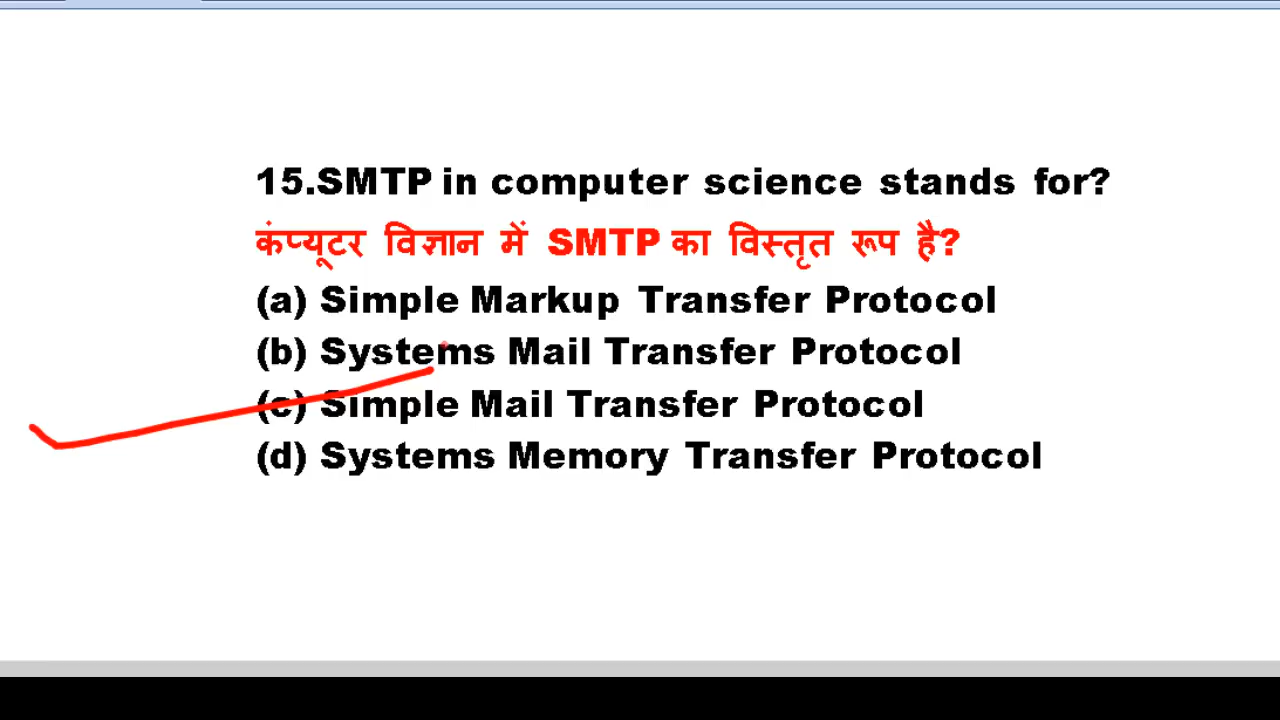 15.SMTP in computer science stands for?
कंप्यूटर विज्ञान में SMTP का विस्तृत रूप है?
(a) Simple Markup Transfer Protocol
(b) Systems Mail Transfer Protocol
(c) Simple Mail Transfer Protocol
(d) Systems Memory Transfer Protocol